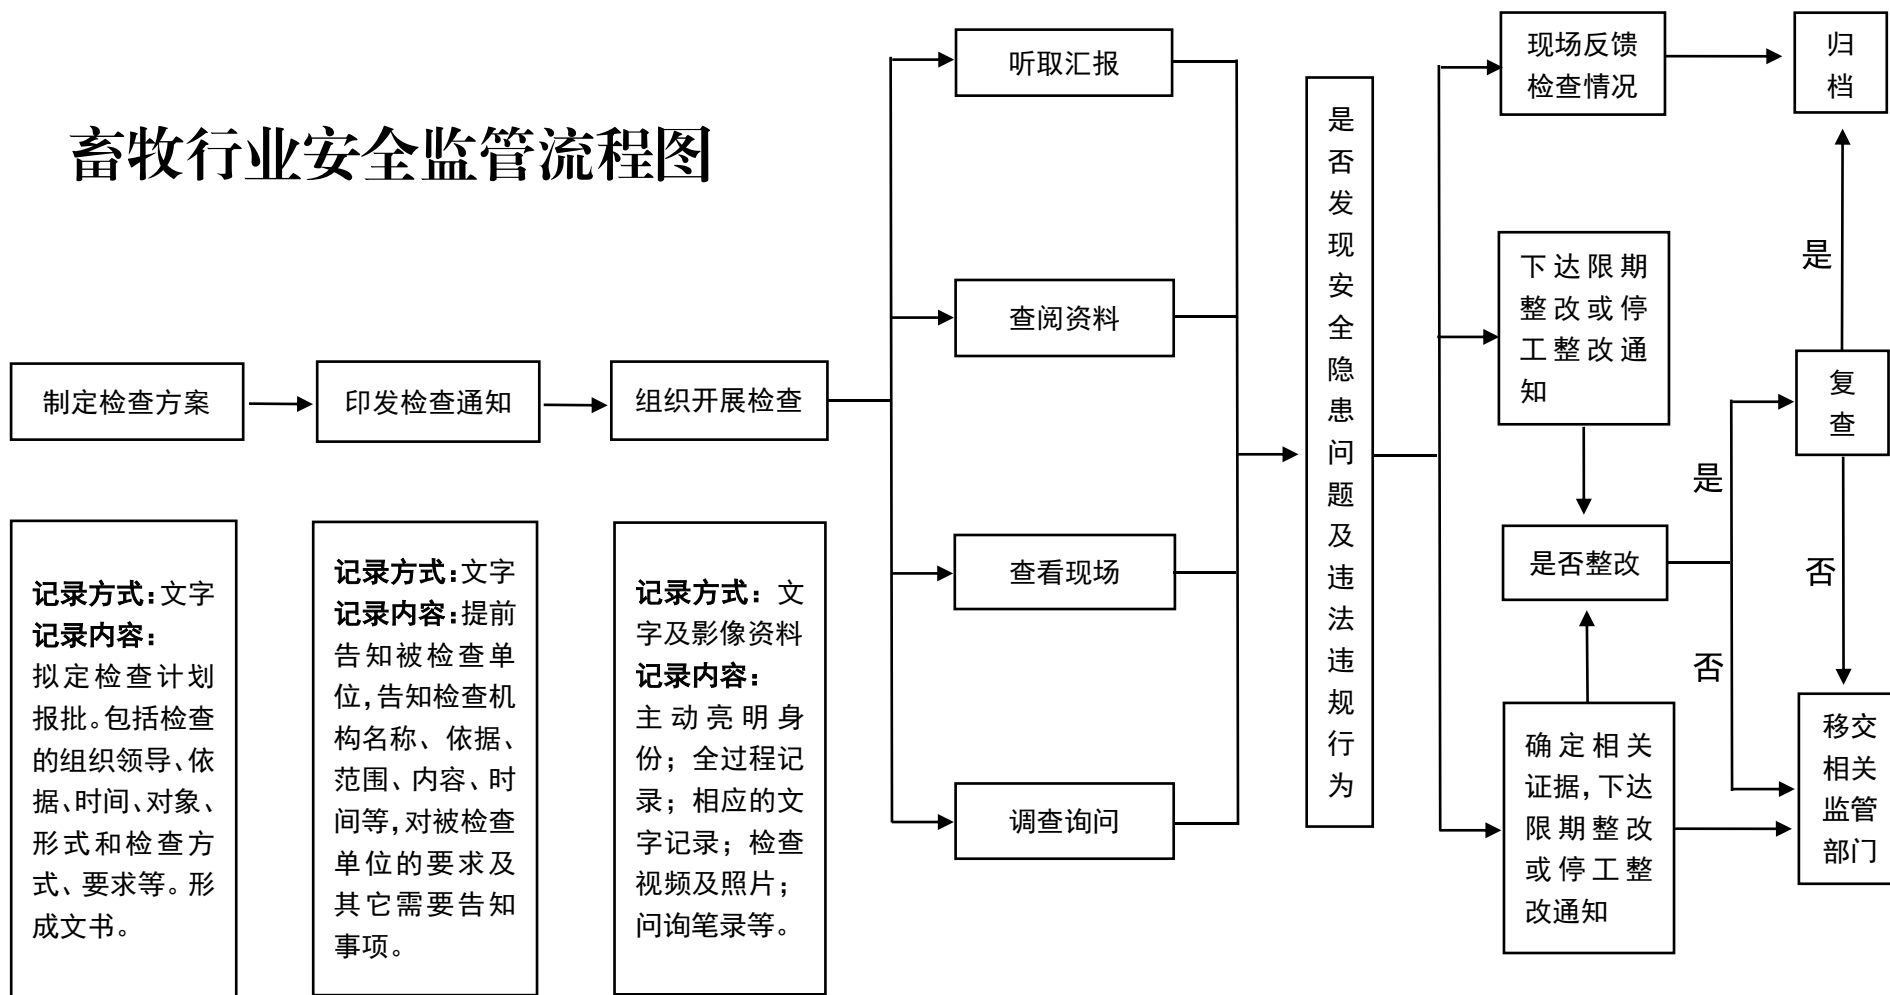 畜牧行业安全监管流程图
制定检查方案
印发检查通知
组织开展检查
听取汇报
查阅资料
查看现场
调查询问
是
否
发
现
安
全
隐
患
问
题
及
违
法
违
规
行
为
现场反馈
检查情况
归
档
下达限期
整改或停
工整改通
知
是
复
查
是
是否整改
否
否
确定相关
证据，下达
限期整改
或停工整
改通知
移交
相关
监管
部门
记录方式：文字
记录内容：
拟定检查计划
报批。包括检查
的组织领导、依
据、时间、对象、
形式和检查方
式、要求等。形
成文书。
记录方式：文字
记录内容：提前
告知被检查单
位，告知检查机
构名称、依据、
范围、内容、时
间等，对被检查
单位的要求及
其它需要告知
事项。
记录方式：文
字及影像资料
记录内容：
主动亮明身
份；全过程记
录；相应的文
字记录；检查
视频及照片；
问询笔录等。